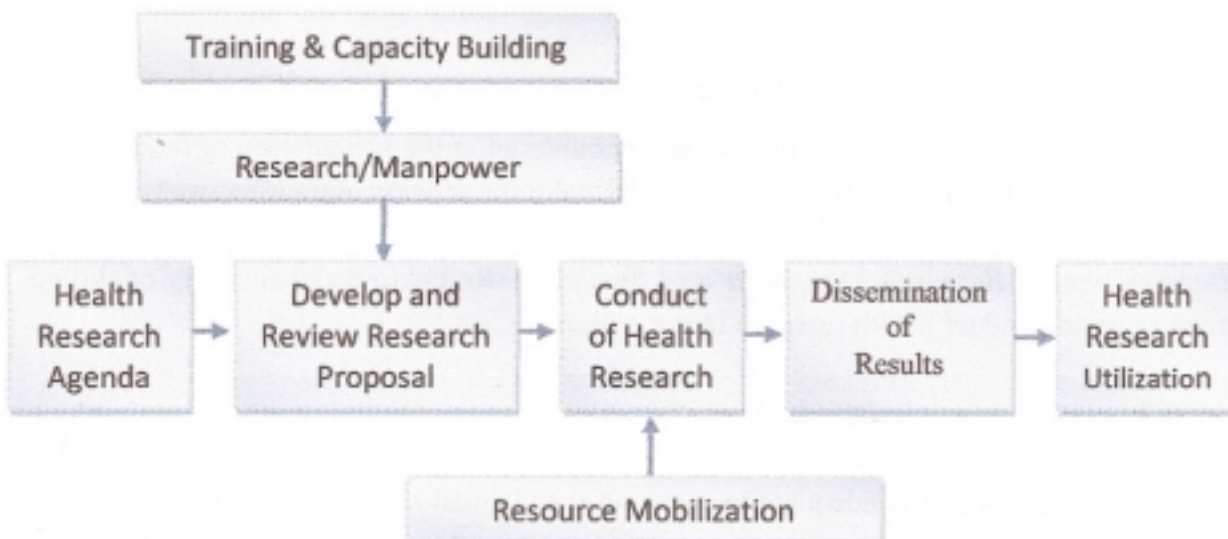 Training & Capacity Building
Research/Manpower
Health
Research
Agenda
Develop and
Review Research
Proposal
Conduct
of Health
Research
Dissemination
of
Results
Health
Research
Utilization
Resource Mobilization